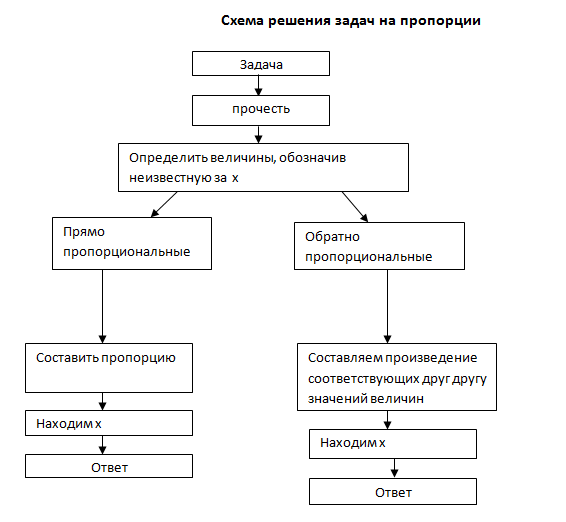 Схема решения задач на пропорции
Задача
прочесть
Определить величины, обозначив
неизвестную за х
Прямо
пропорциональные
Обратно
пропорциональные
Составить пропорцию
Составляем произведение
соответствующих друг другу
значений величин
Находим х
Находим х
Ответ
Ответ